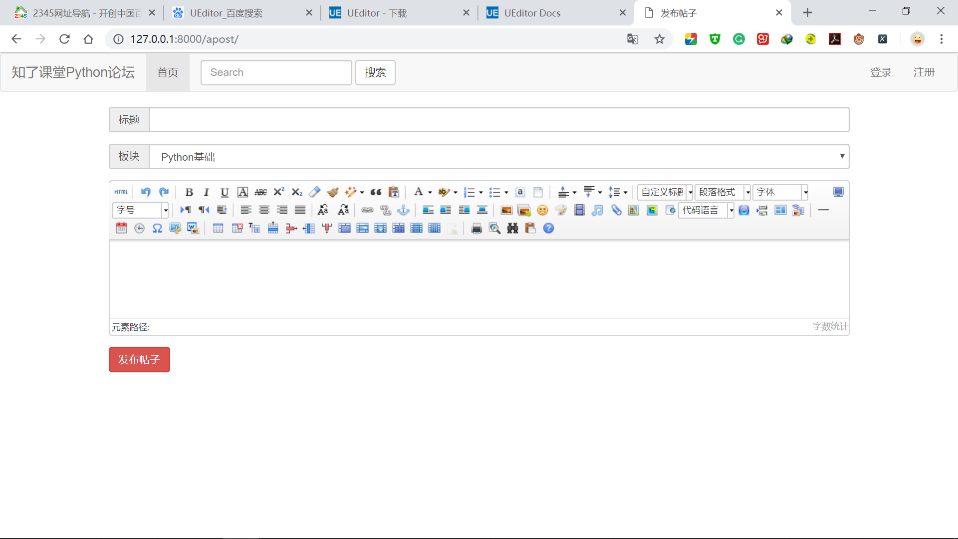 2345网址导航 - 开创中国百
UEditor_百度搜索
UEditor - 下载
UEditor Docs
发布帖子
127.0.0.1:8000/apost/
知了课堂Python论坛
首页
Search
搜索
登录
注册
标题
板块
Python基础
HTML
自定义标题
段落格式
字体
字号
代码语言
元素路径:
字数统计
发布帖子